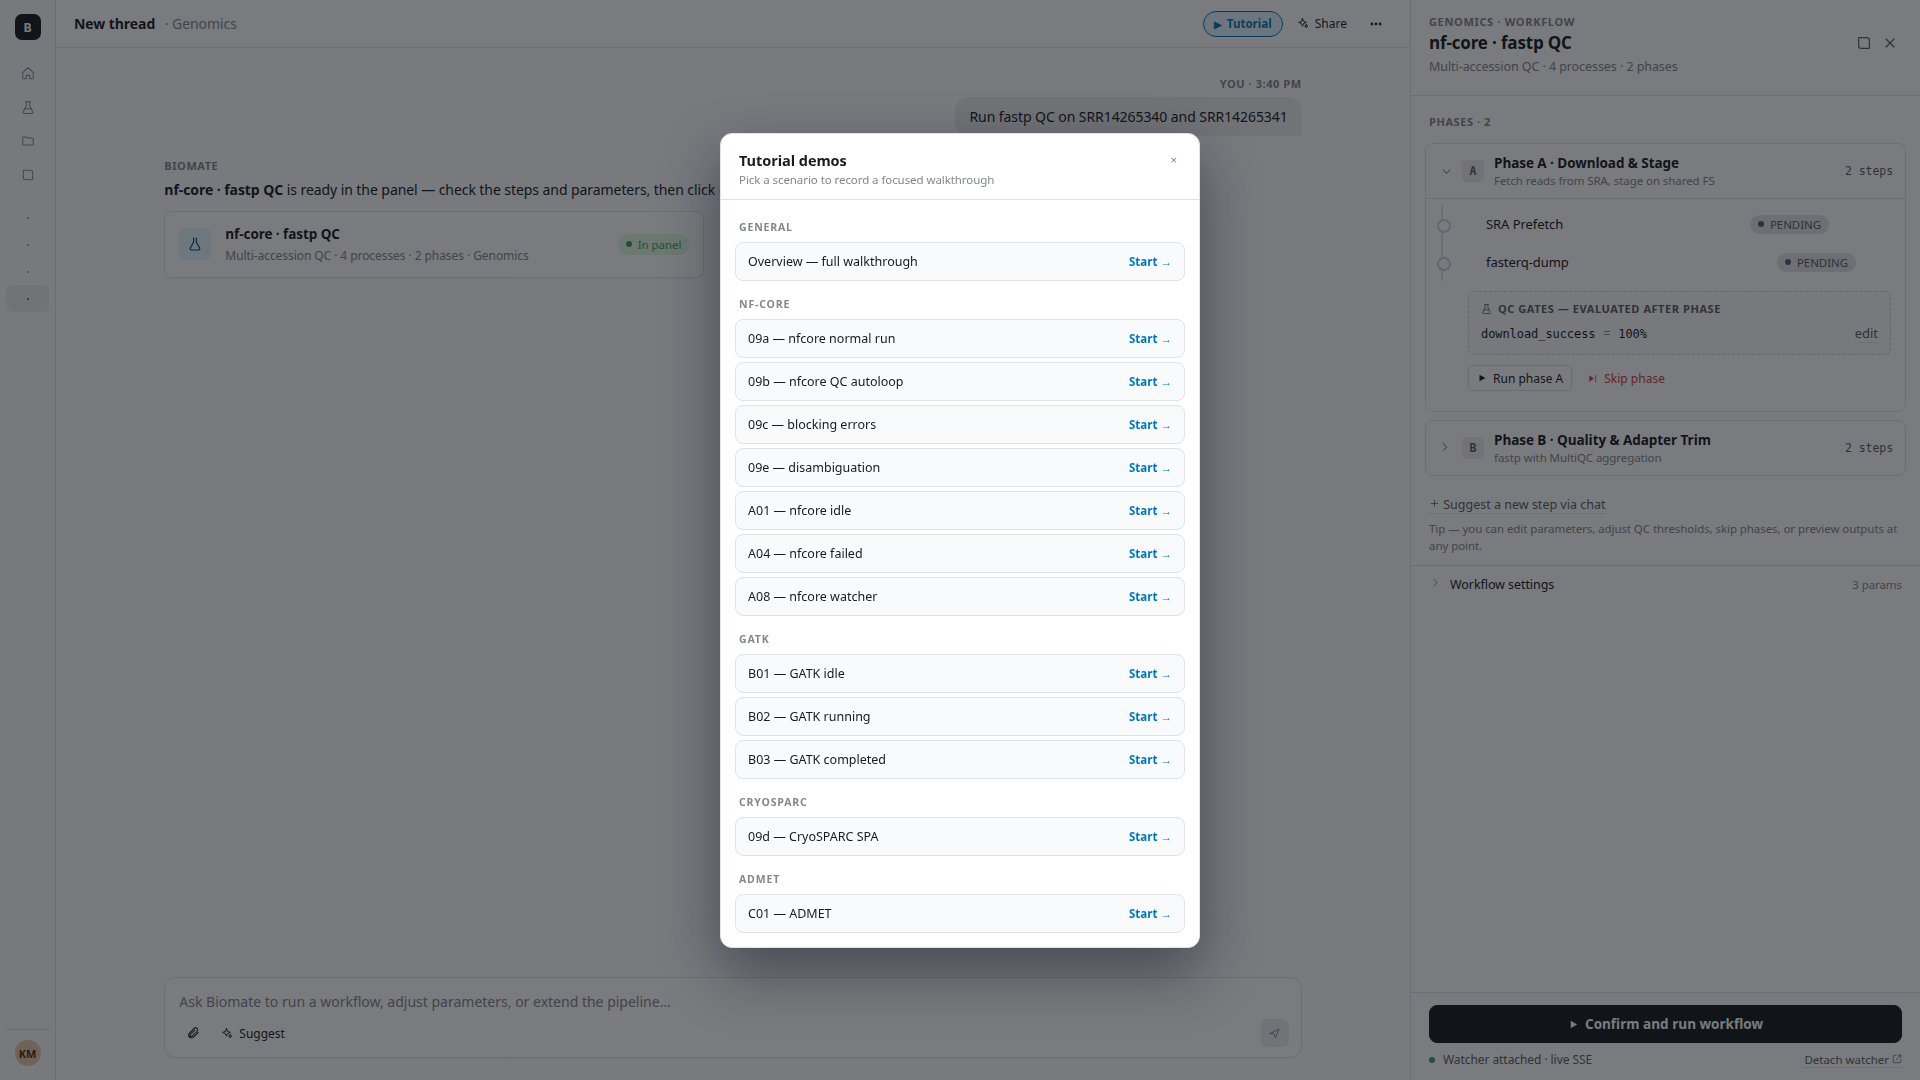 B
New thread · Genomics
▶ Tutorial
Share
YOU · 3:40 PM
Run fastp QC on SRR14265340 and SRR14265341
BIOMATE
nf-core · fastp QC is ready in the panel — check the steps and parameters, then click
nf-core · fastp QC
Multi-accession QC · 4 processes · 2 phases · Genomics
In panel
Tutorial demos
Pick a scenario to record a focused walkthrough
×
GENERAL
Overview — full walkthrough Start →
NF-CORE
09a — nfcore normal run Start →
09b — nfcore QC autoloop Start →
09c — blocking errors Start →
09e — disambiguation Start →
A01 — nfcore idle Start →
A04 — nfcore failed Start →
A08 — nfcore watcher Start →
GATK
B01 — GATK idle Start →
B02 — GATK running Start →
B03 — GATK completed Start →
CRYOSPARC
09d — CryoSPARC SPA Start →
ADMET
C01 — ADMET Start →
Ask Biomate to run a workflow, adjust parameters, or extend the pipeline...
Suggest
KM
GENOMICS · WORKFLOW
nf-core · fastp QC
Multi-accession QC · 4 processes · 2 phases
PHASES · 2
A Phase A · Download & Stage 2 steps
Fetch reads from SRA, stage on shared FS
SRA Prefetch PENDING
fasterq-dump PENDING
QC GATES — EVALUATED AFTER PHASE
download_success = 100% edit
Run phase A Skip phase
B Phase B · Quality & Adapter Trim 2 steps
fastp with MultiQC aggregation
+ Suggest a new step via chat
Tip — you can edit parameters, adjust QC thresholds, skip phases, or preview outputs at
any point.
Workflow settings 3 params
Confirm and run workflow
Watcher attached · live SSE Detach watcher